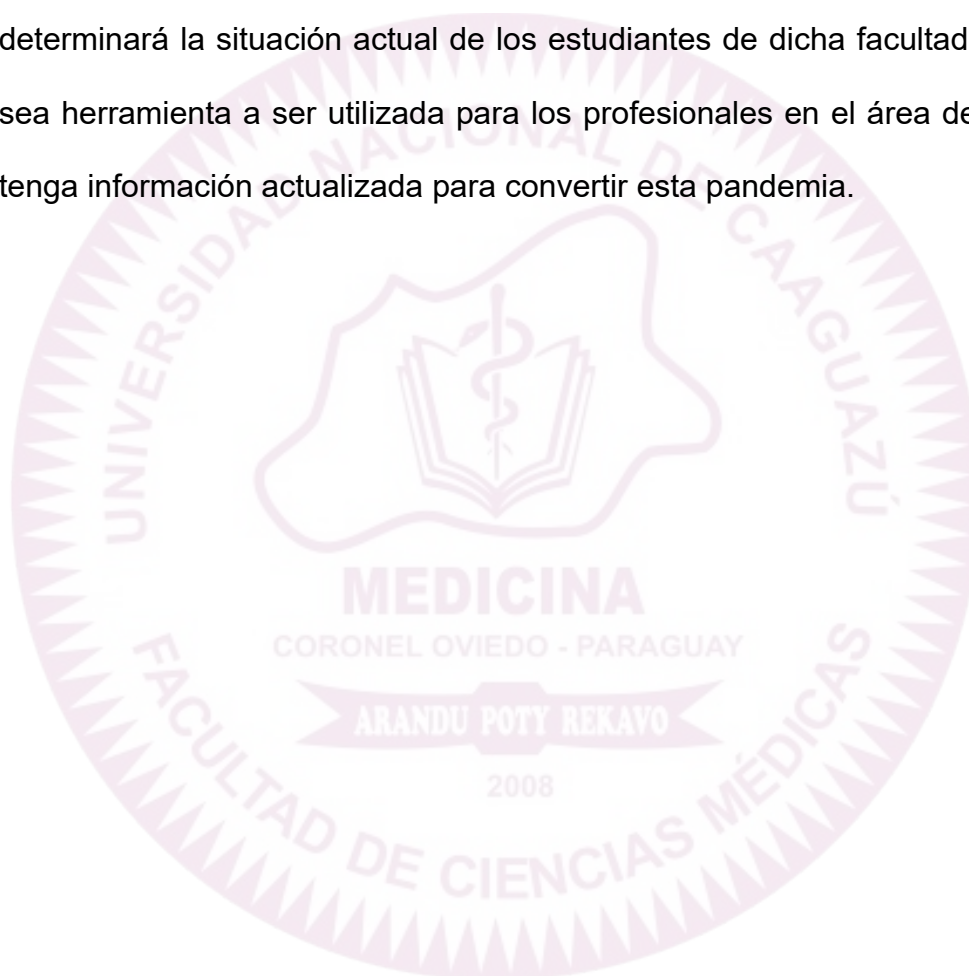 determinará la situación actual de los estudiantes de dicha facultad
sea herramienta a ser utilizada para los profesionales en el área de
tenga información actualizada para convertir esta pandemia.
UNIVERSIDAD NACIONAL DE CAAGUAZÚ
MEDICINA
CORONEL OVIEDO - PARAGUAY
ARANDU POTY REKAVO
2008
FACULTAD DE CIENCIAS MÉDICAS